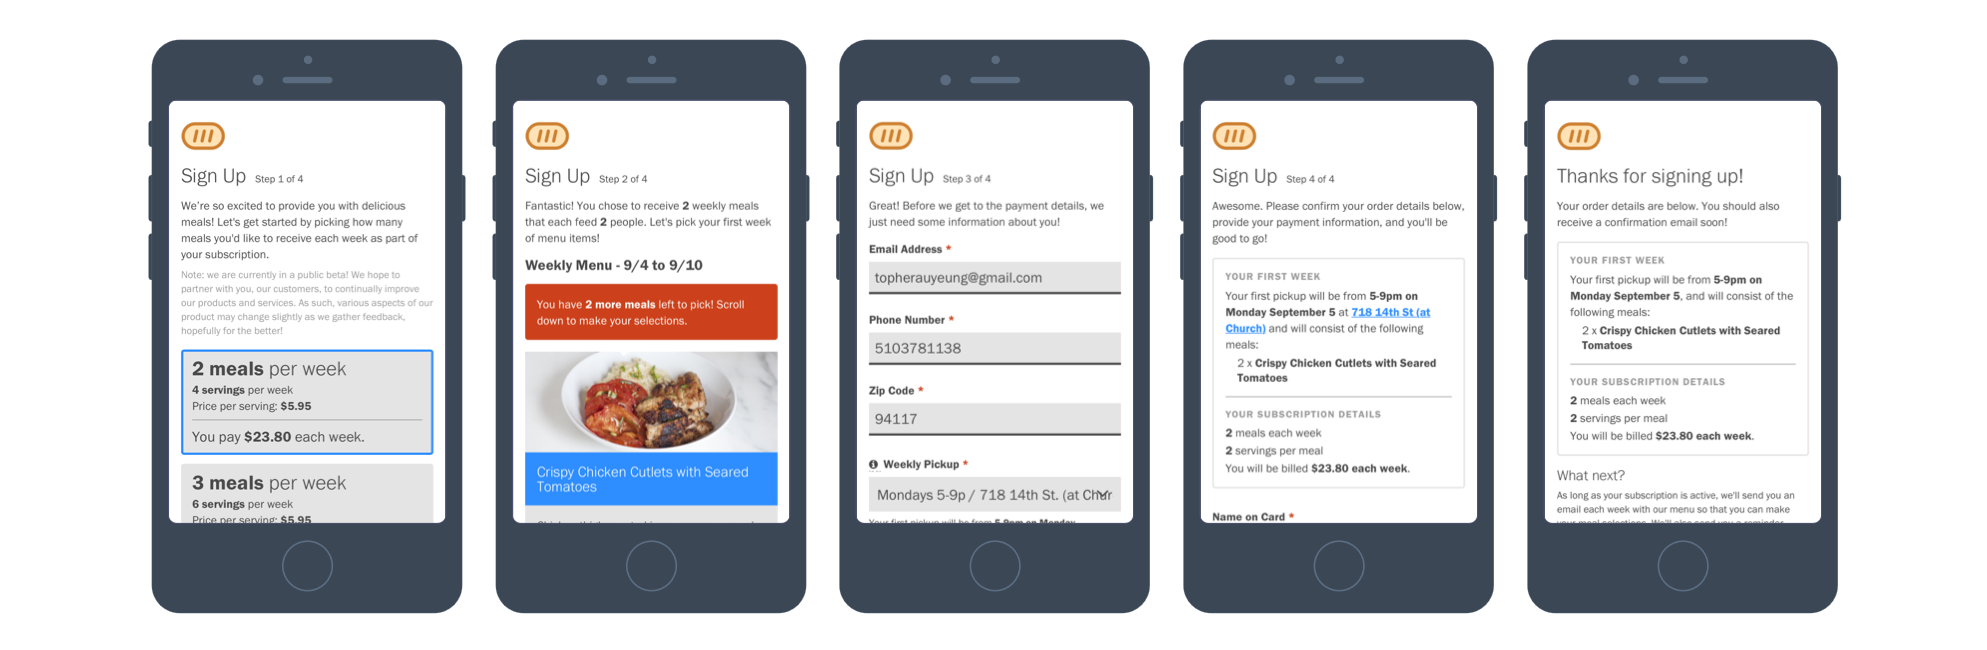 Sign Up Step 1 of 4
We're so excited to provide you with delicious
meals! Let's get started by picking how many
meals you'd like to receive each week as part of
your subscription.
Note: we are currently in a public beta! We hope to
partner with you, our customers, to continually improve
our products and services. As such, various aspects of our
product may change slightly as we gather feedback,
hopefully for the better!
2 meals per week
4 servings per week
Price per serving: $5.95
You pay $23.80 each week.
3 meals per week
6 servings per week
Price per serving: $5.95
Sign Up Step 2 of 4
Fantastic! You chose to receive 2 weekly meals
that each feed 2 people. Let's pick your first week
of menu items!
Weekly Menu - 9/4 to 9/10
You have 2 more meals left to pick! Scroll
down to make your selections.
Crispy Chicken Cutlets with Seared
Tomatoes
Sign Up Step 3 of 4
Great! Before we get to the payment details, we
just need some information about you!
Email Address *
topherauyeung@gmail.com
Phone Number *
5103781138
Zip Code *
94117
Weekly Pickup *
Mondays 5-9p / 718 14th St. (at Chur
Your first pickup will be from 5-9pm on Monday
Sign Up Step 4 of 4
Awesome. Please confirm your order details below,
provide your payment information, and you'll be
good to go!
YOUR FIRST WEEK
Your first pickup will be from 5-9pm on
Monday September 5 at 718 14th St (at
Church) and will consist of the following
meals:
2 x Crispy Chicken Cutlets with Seared
Tomatoes
YOUR SUBSCRIPTION DETAILS
2 meals each week
2 servings per meal
You will be billed $23.80 each week.
Name on Card *
Thanks for signing up!
Your order details are below. You should also
receive a confirmation email soon!
YOUR FIRST WEEK
Your first pickup will be from 5-9pm on
Monday September 5, and will consist of the
following meals:
2 x Crispy Chicken Cutlets with Seared
Tomatoes
YOUR SUBSCRIPTION DETAILS
2 meals each week
2 servings per meal
You will be billed $23.80 each week.
What next?
As long as your subscription is active, we'll send you an
email each week with our menu so that you can make
your meal selections. We'll also send you a reminder